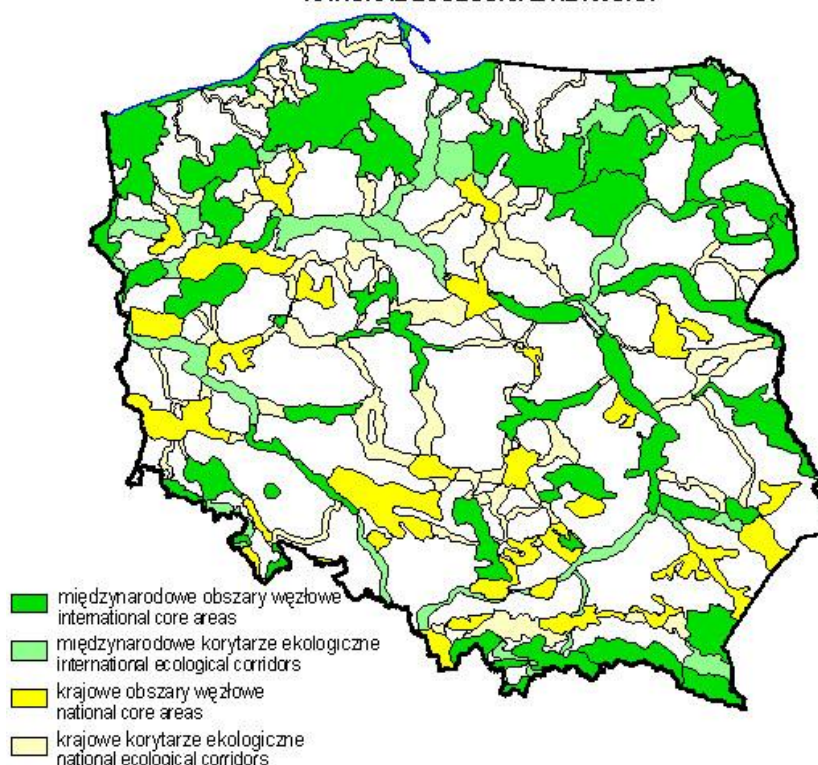 międzynarodowe obszary węzłowe
international core areas
międzynarodowe korytarze ekologiczne
international ecological corridors
krajowe obszary węzłowe
national core areas
krajowe korytarze ekologiczne
national ecological corridors